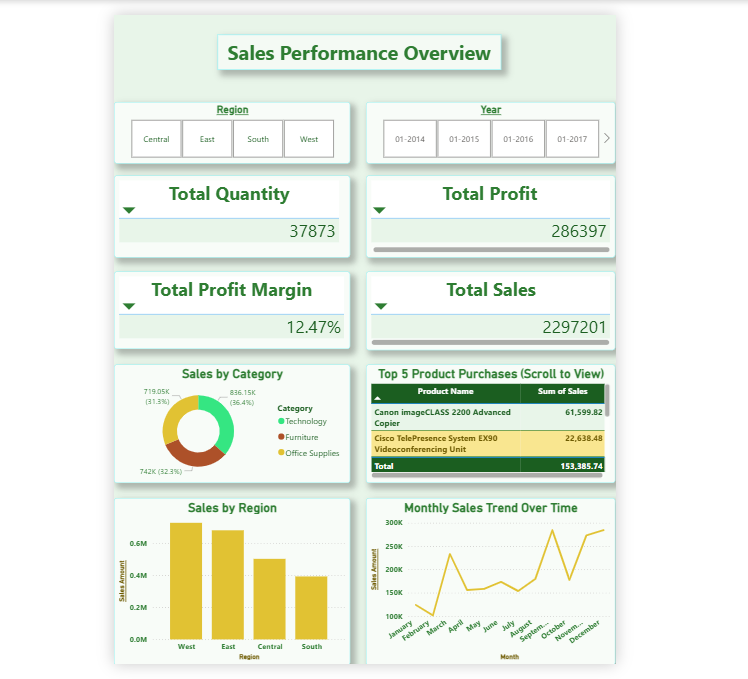 Sales Performance Overview
Region
Central East South West
Year
01-2014 01-2015 01-2016 01-2017
Total Quantity
37873
Total Profit
286397
Total Profit Margin
12.47%
Total Sales
2297201
Sales by Category
719.05K
(31.3%)
836.15K
(36.4%)
742K (32.3%)
Category
Technology
Furniture
Office Supplies
Top 5 Product Purchases (Scroll to View)
Product Name Sum of Sales
Canon imageCLASS 2200 Advanced 61,599.82
Copier
Cisco TelePresence System EX90 22,638.48
Videoconferencing Unit
Total 153,385.74
Sales by Region
Sales Amount
0.6M
0.4M
0.2M
0.0M
West East Central South
Region
Monthly Sales Trend Over Time
Sales Amount
300K
250K
200K
150K
100K
January February March April May June July August Septem... October Novem... December
Month